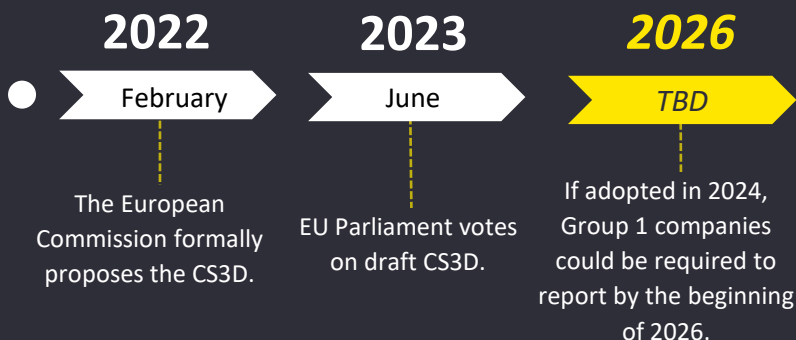 2022
February
The European
Commission formally
proposes the CS3D.
2023
June
EU Parliament votes
on draft CS3D.
2026
TBD
If adopted in 2024,
Group 1 companies
could be required to
report by the beginning
of 2026.